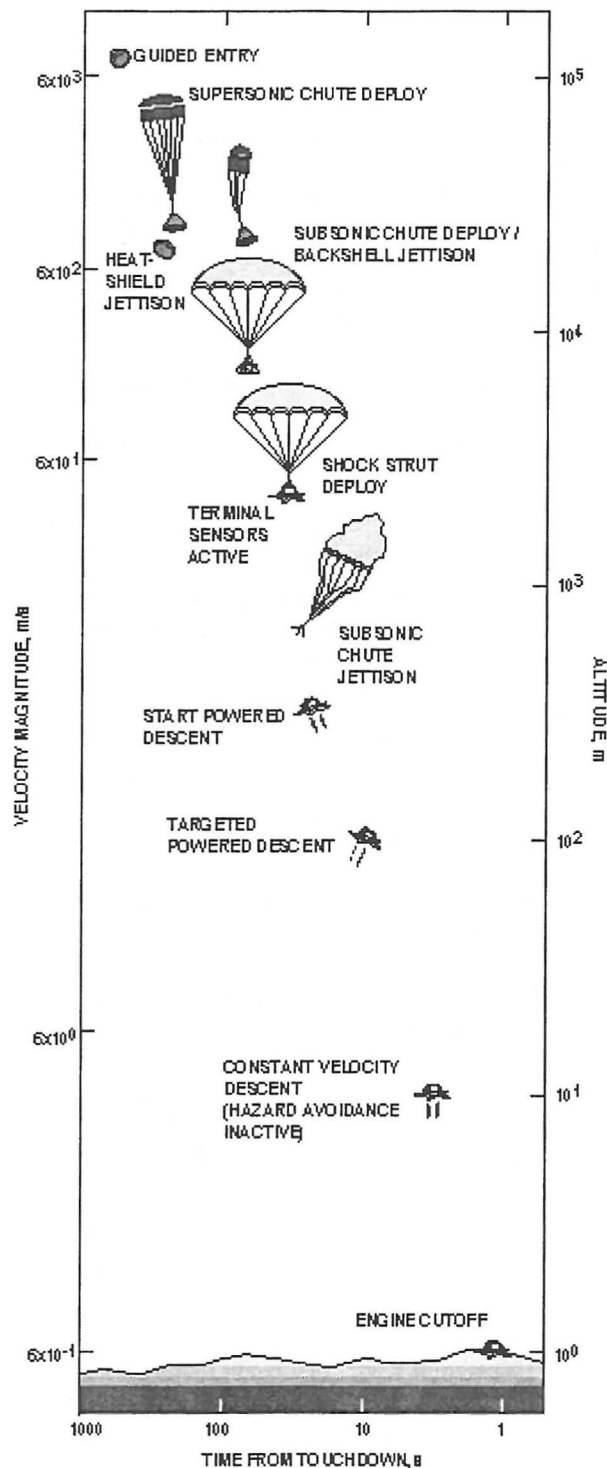 GUIDED ENTRY
6x10³
10⁵
SUPERSONIC CHUTE DEPLOY
SUBSONIC CHUTE DEPLOY /
BACKSHELL JETTISON
HEAT-
SHIELD
JETTISON
6x10²
10⁴
6x10¹
SHOCK STRUT
DEPLOY
TERMINAL
SENSORS
ACTIVE
10³
SUBSONIC
CHUTE
JETTISON
VELOCITY MAGNITUDE, m/s
ALTITUDE, m
START POWERED
DESCENT
TARGETED
POWERED DESCENT
10²
6x10⁰
CONSTANT VELOCITY
DESCENT
(HAZARD AVOIDANCE
INACTIVE)
10¹
ENGINE CUTOFF
6x10⁻¹
10⁰
1000
100
10
1
TIME FROM TOUCHDOWN, s